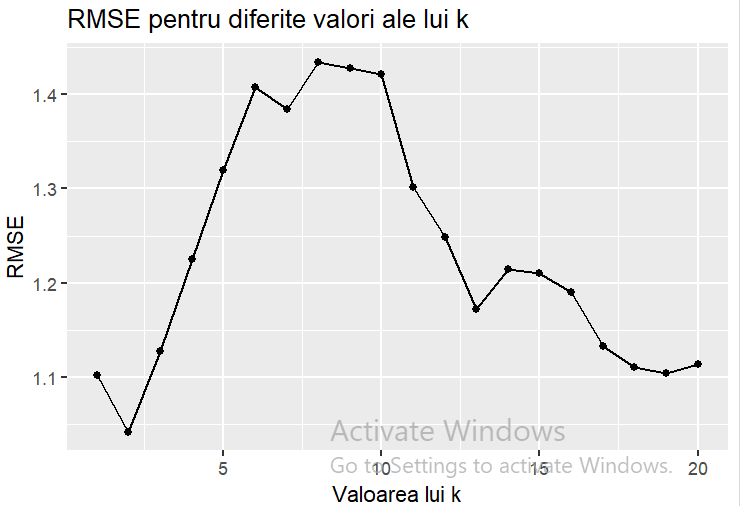 RMSE pentru diferite valori ale lui k
1.4
1.3
1.2
1.1
RMSE
5
10
15
20
Valoarea lui k
Activate Windows
Go to Settings to activate Windows.